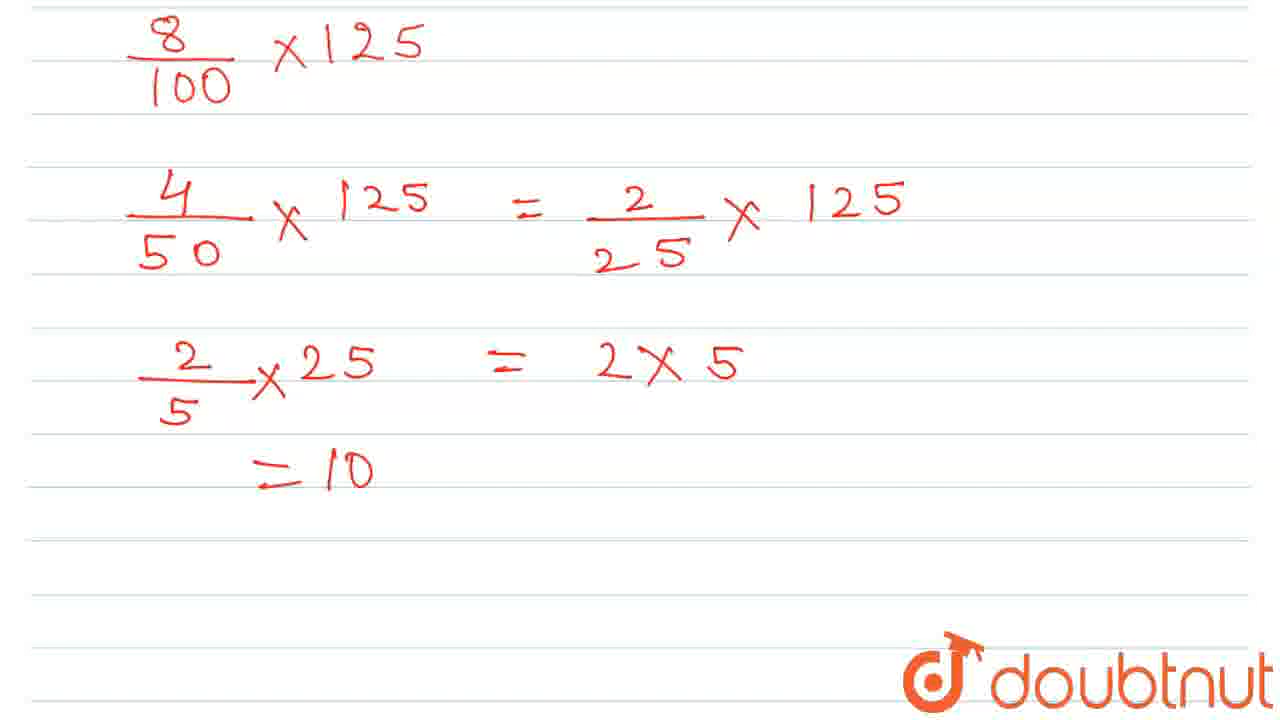 8/100 × 125
4/50 × 125 = 2/25 × 125
2/5 × 25 = 2 × 5
= 10
doubtnut